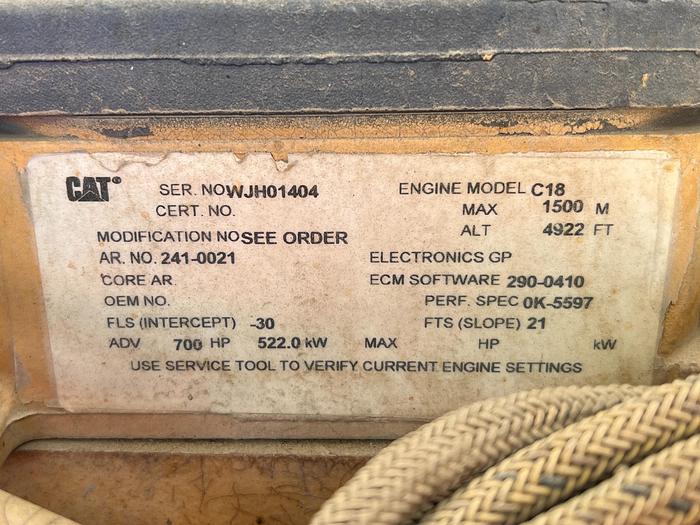 CAT® SER. NO WJH01404 ENGINE MODEL C18
CERT. NO. MAX 1500 M
MODIFICATION NO SEE ORDER ALT 4922 FT
AR. NO. 241-0021 ELECTRONICS GP
CORE AR. ECM SOFTWARE 290-0410
OEM NO. PERF. SPEC 0K-5597
FLS (INTERCEPT) -30 FTS (SLOPE) 21
ADV 700 HP 522.0 kW MAX HP kW
USE SERVICE TOOL TO VERIFY CURRENT ENGINE SETTINGS